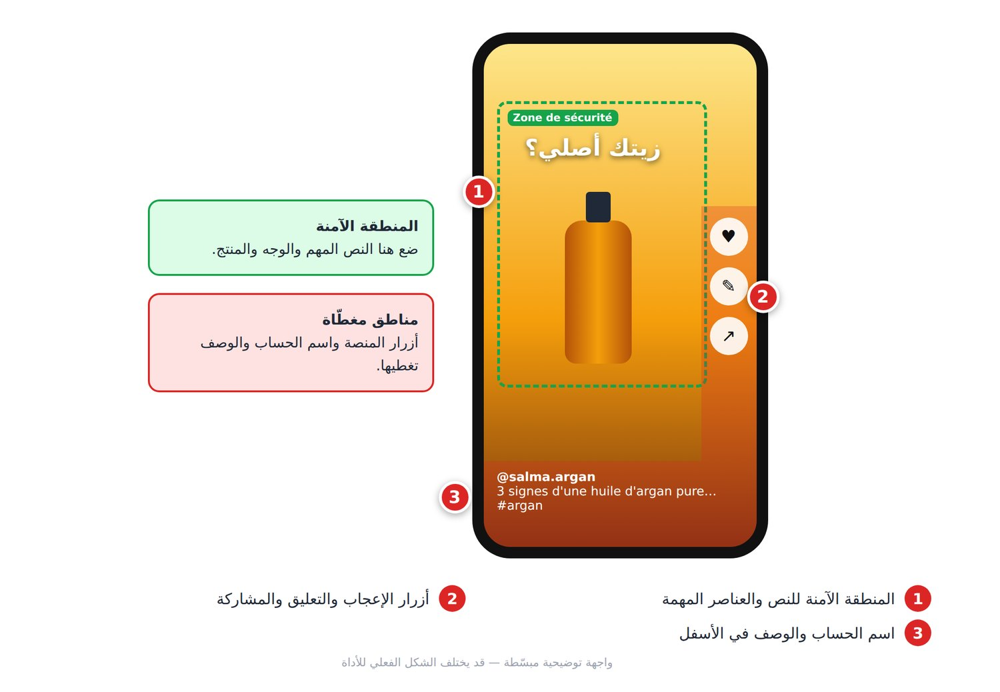 Zone de sécurité
زيتك أصلي؟
1
المنطقة الآمنة
ضع هنا النص المهم والوجه والمنتج.
مناطق مغطّاة
أزرار المنصة واسم الحساب والوصف
تغطيها.
2
3
@salma.argan
3 signes d'une huile d'argan pure…
#argan
1 المنطقة الآمنة للنص والعناصر المهمة
2 أزرار الإعجاب والتعليق والمشاركة
3 اسم الحساب والوصف في الأسفل
واجهة توضيحية مبسّطة — قد يختلف الشكل الفعلي للأداة